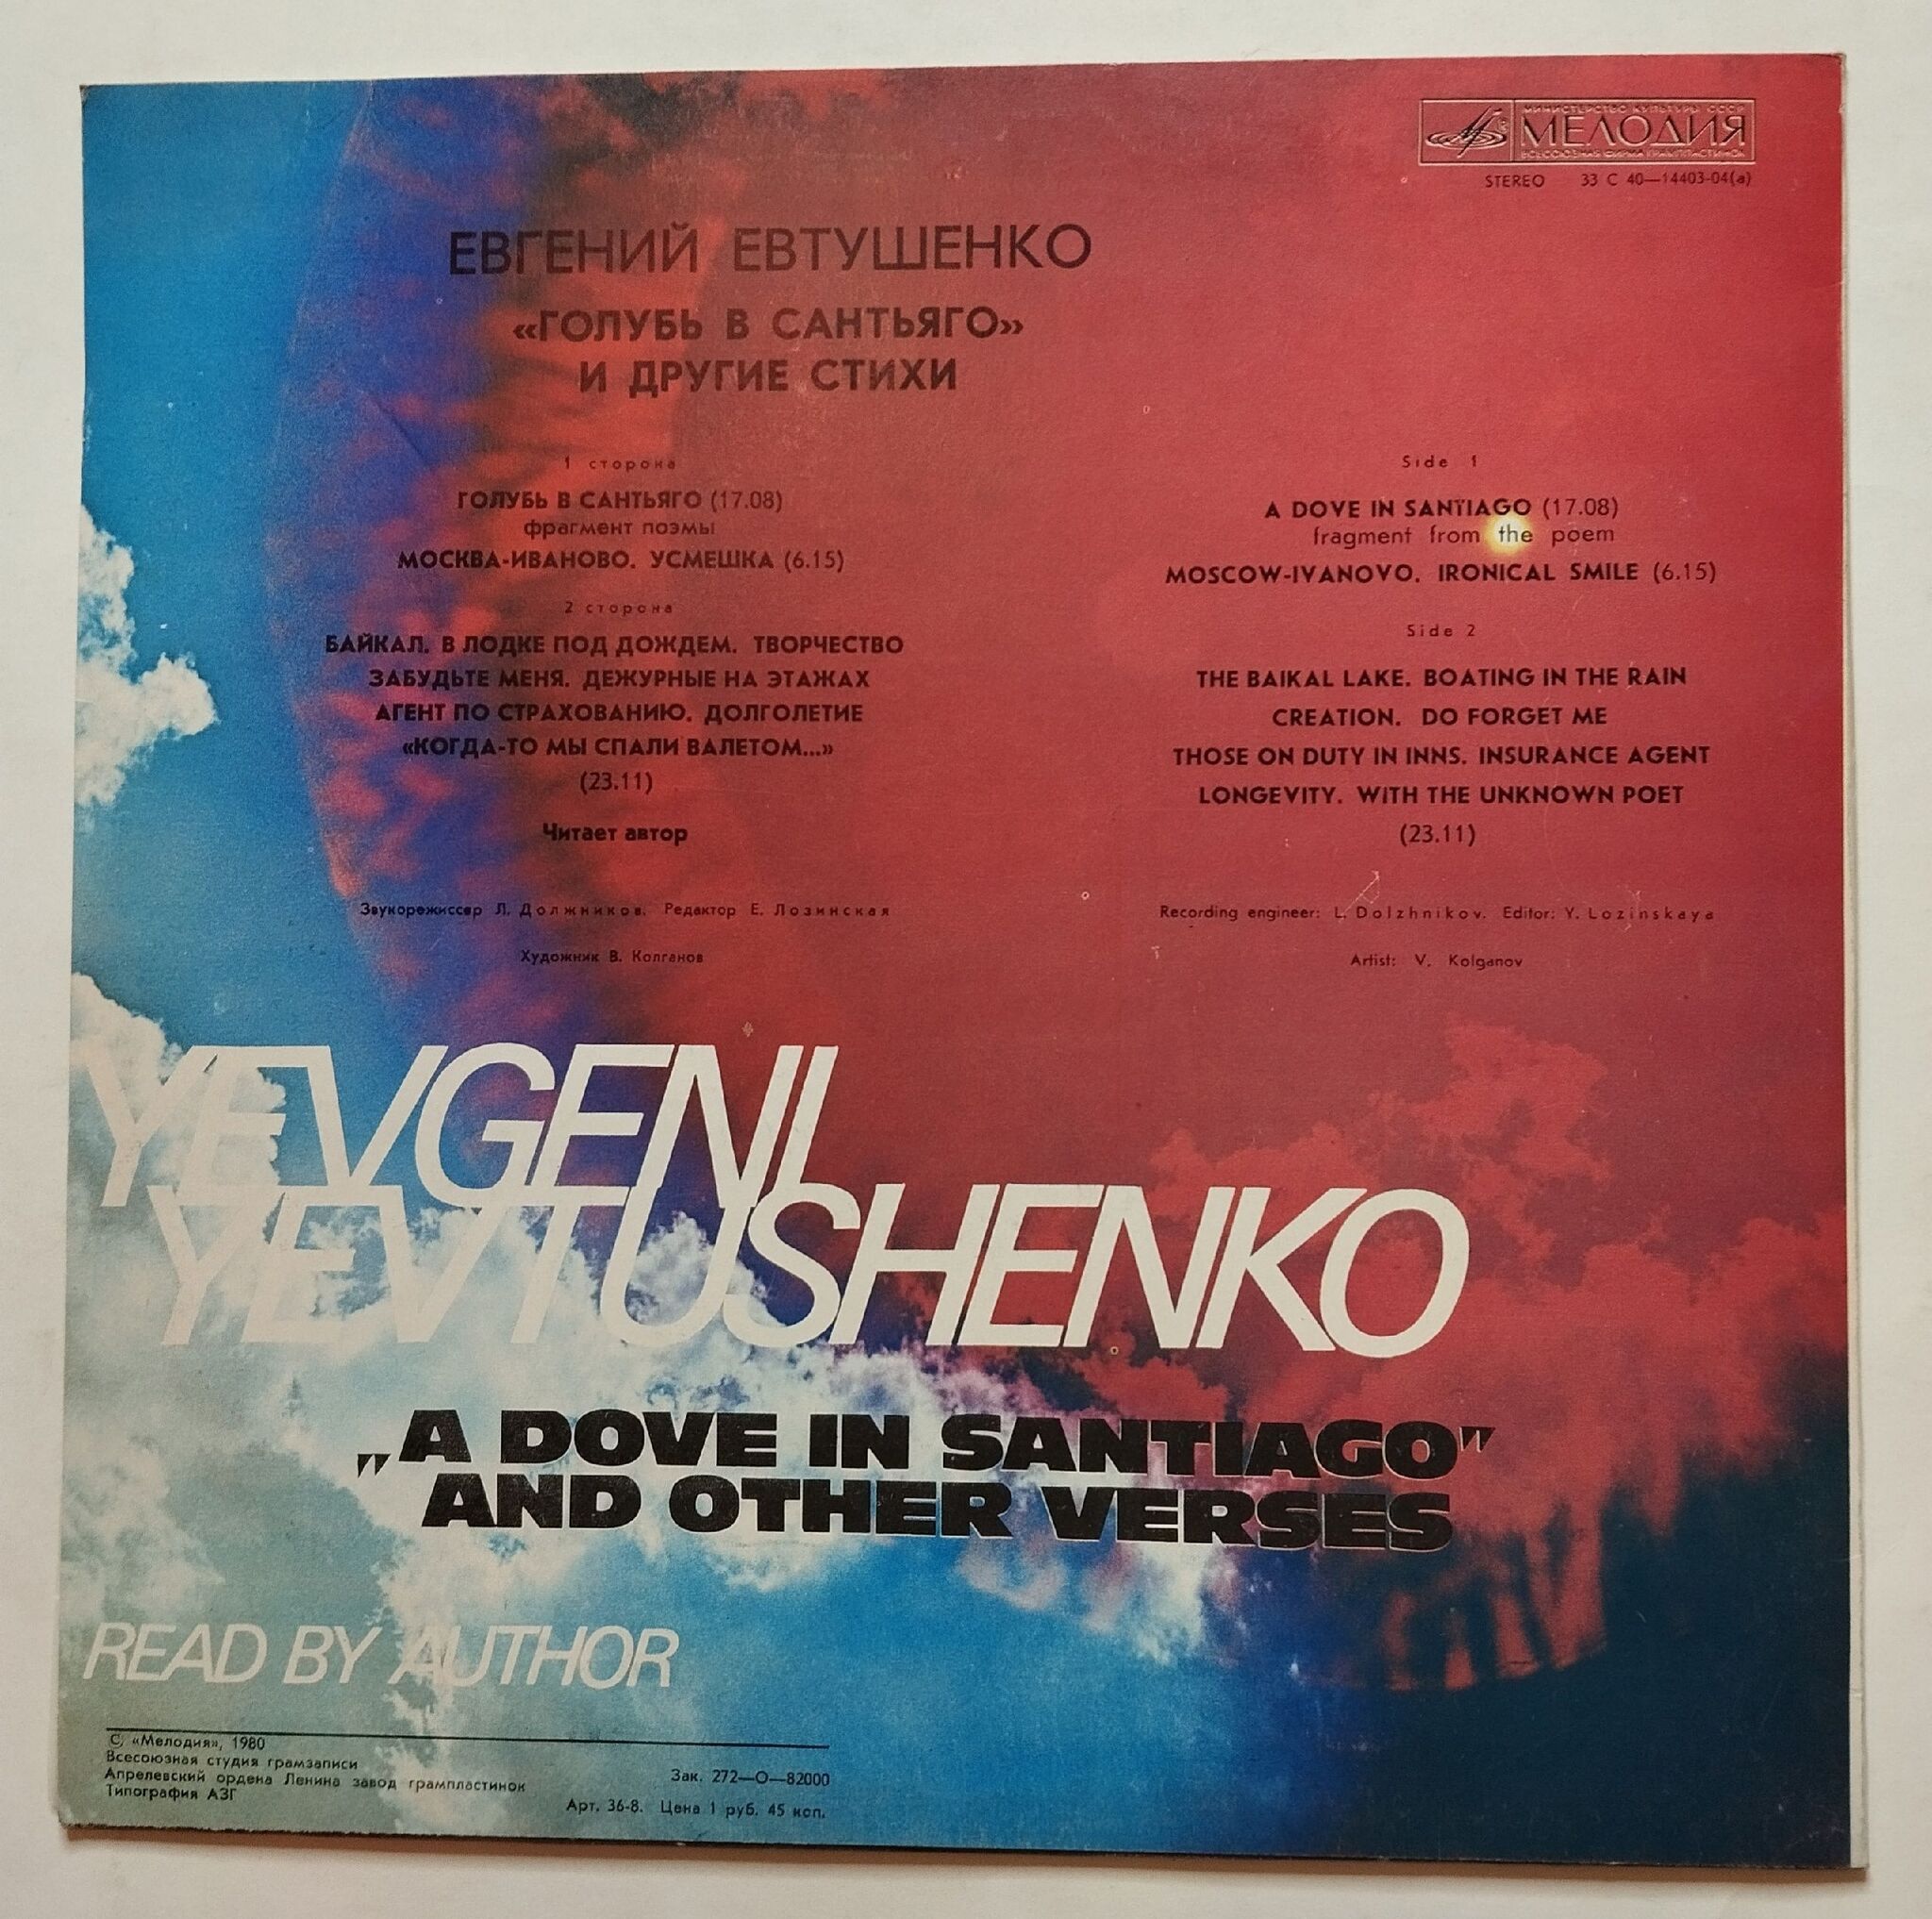 МИНИСТЕРСТВО КУЛЬТУРЫ СССР
МЕЛОДИЯ
ВСЕСОЮЗНАЯ ФИРМА ГРАМПЛАСТИНОК
STEREO 33 С 40—14403-04(а)
ЕВГЕНИЙ ЕВТУШЕНКО
«ГОЛУБЬ В САНТЬЯГО»
И ДРУГИЕ СТИХИ
1 сторона
ГОЛУБЬ В САНТЬЯГО (17.08)
фрагмент поэмы
МОСКВА-ИВАНОВО. УСМЕШКА (6.15)
2 сторона
БАЙКАЛ. В ЛОДКЕ ПОД ДОЖДЕМ. ТВОРЧЕСТВО
ЗАБУДЬТЕ МЕНЯ. ДЕЖУРНЫЕ НА ЭТАЖАХ
АГЕНТ ПО СТРАХОВАНИЮ. ДОЛГОЛЕТИЕ
«КОГДА-ТО МЫ СПАЛИ ВАЛЕТОМ...»
(23.11)
Читает автор
Звукорежиссер Л. Должников. Редактор Е. Лозинская
Художник В. Колганов
Side 1
A DOVE IN SANTIAGO (17.08)
fragment from the poem
MOSCOW-IVANOVO. IRONICAL SMILE (6.15)
Side 2
THE BAIKAL LAKE. BOATING IN THE RAIN
CREATION. DO FORGET ME
THOSE ON DUTY IN INNS. INSURANCE AGENT
LONGEVITY. WITH THE UNKNOWN POET
(23.11)
Recording engineer: L. Dolzhnikov. Editor: Y. Lozinskaya
Artist: V. Kolganov
YEVGENI
YEVTUSHENKO
„A DOVE IN SANTIAGO”
AND OTHER VERSES
READ BY AUTHOR
© «Мелодия», 1980
Всесоюзная студия грамзаписи
Апрелевский ордена Ленина завод грампластинок
Типография АЗГ
Зак. 272—О—82000
Арт. 36-8. Цена 1 руб. 45 коп.